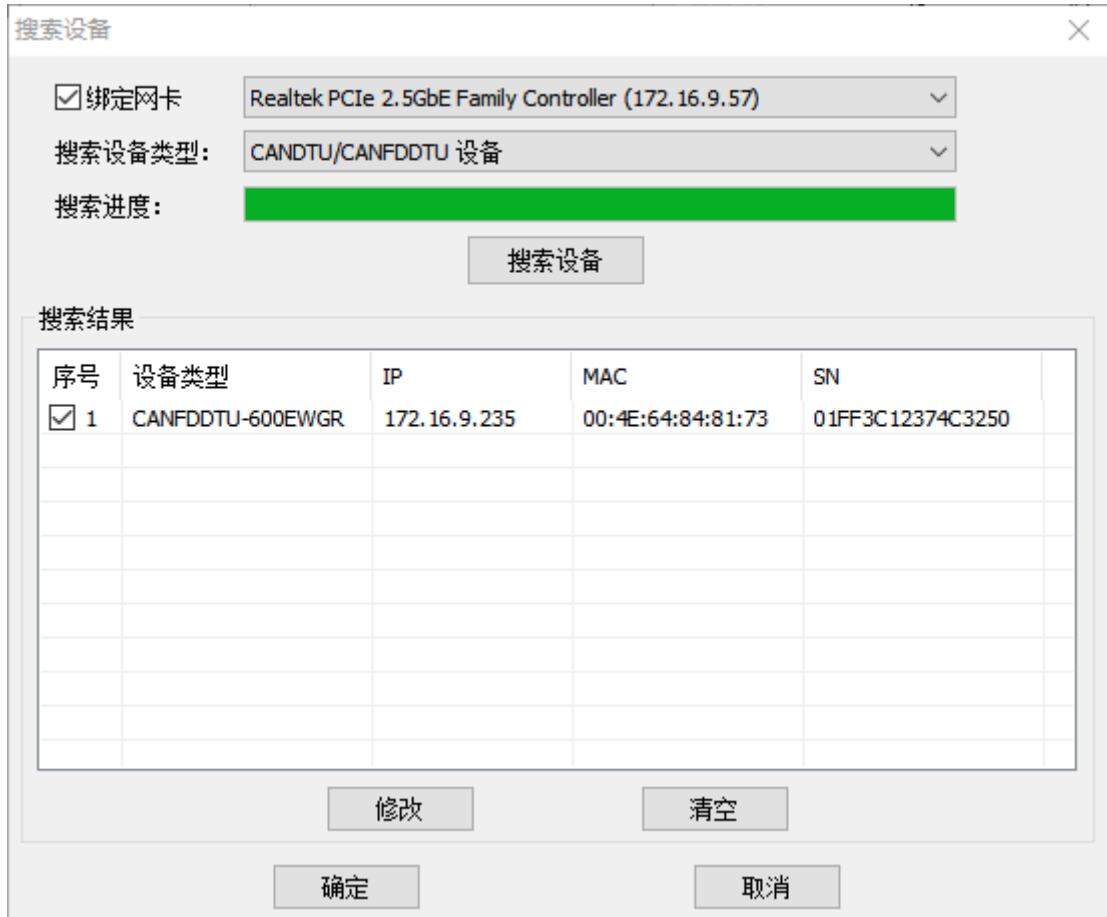 搜索设备
绑定网卡 Realtek PCIe 2.5GbE Family Controller (172.16.9.57)
搜索设备类型: CANDTU/CANFDDTU 设备
搜索进度:
搜索设备
搜索结果
序号 设备类型 IP MAC SN
1 CANFDDTU-600EWGR 172.16.9.235 00:4E:64:84:81:73 01FF3C12374C3250
修改 清空
确定 取消